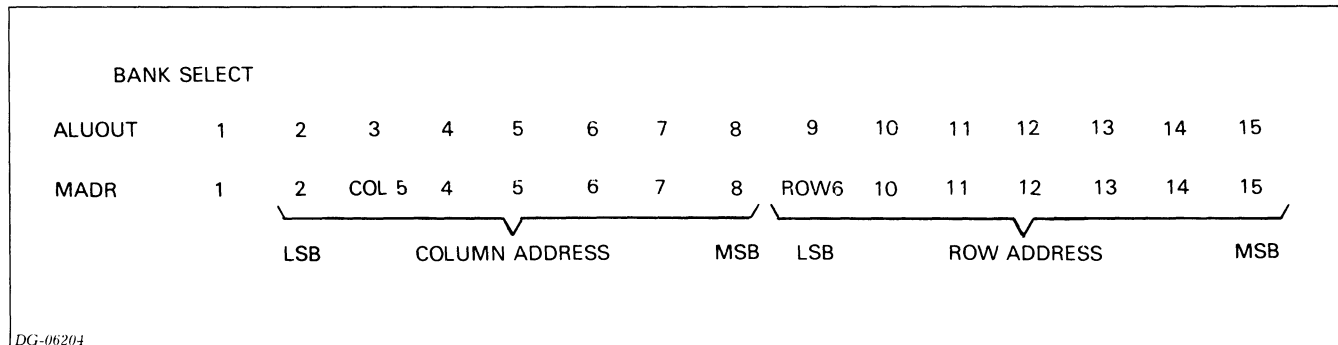 BANK SELECT
ALUOUT 1 2 3 4 5 6 7 8 9 10 11 12 13 14 15
MADR 1 2 COL 5 4 5 6 7 8 ROW6 10 11 12 13 14 15
LSB COLUMN ADDRESS MSB LSB ROW ADDRESS MSB
DG-06204